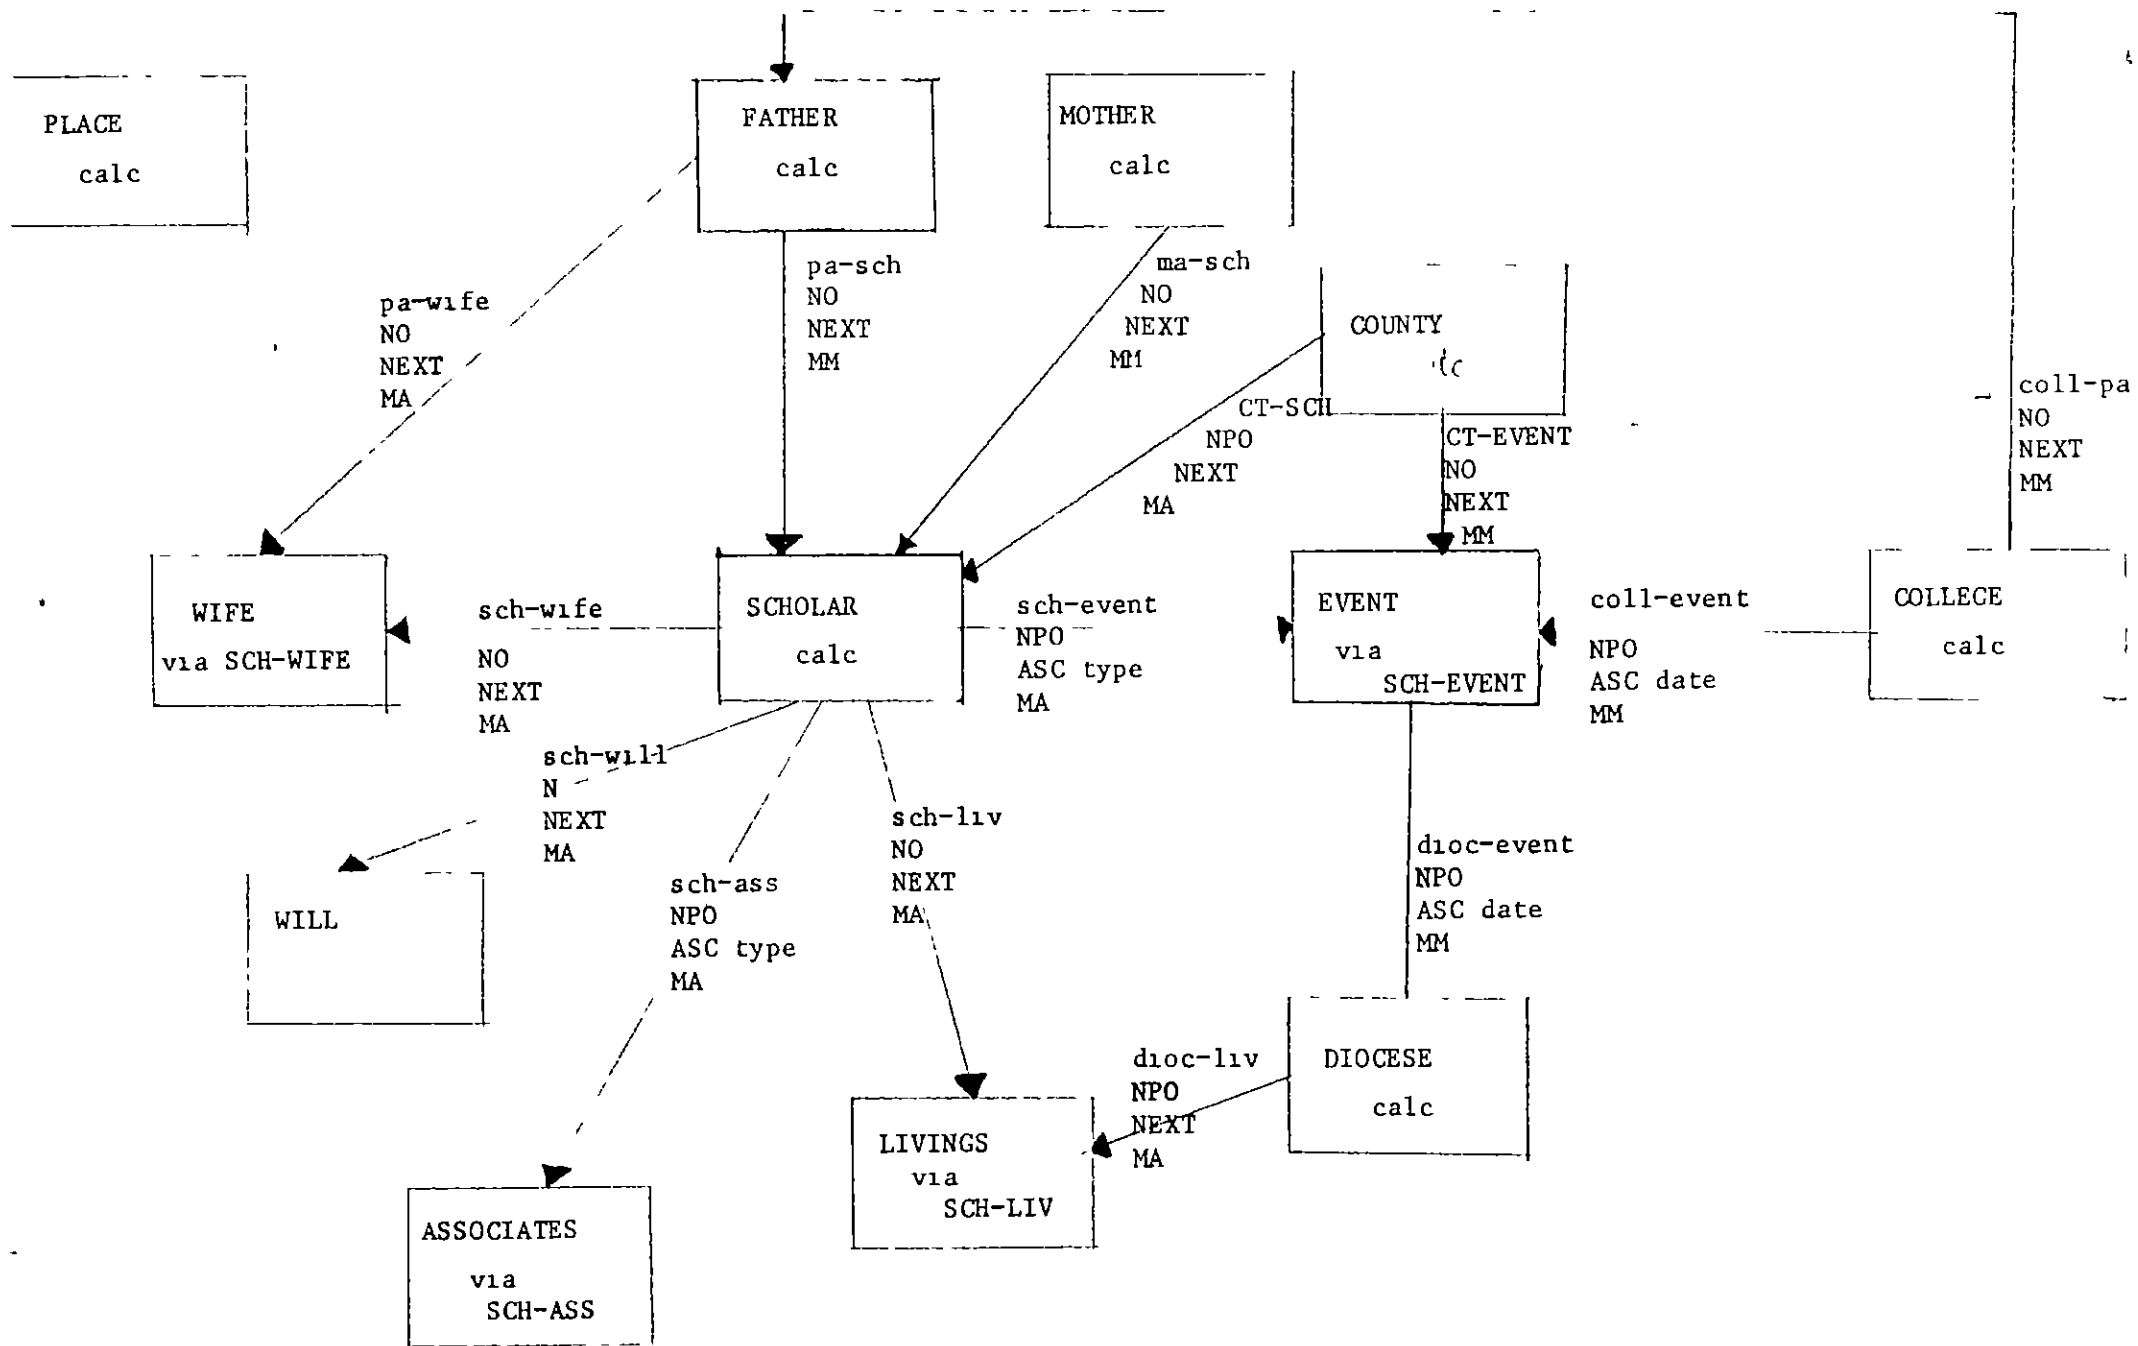 PLACE
calc
FATHER
calc
MOTHER
calc
pa-wife
NO
NEXT
MA
pa-sch
NO
NEXT
MM
ma-sch
NO
NEXT
MM
COUNTY
CT-SCH
NPO
NEXT
MA
CT-EVENT
NO
NEXT
MM
coll-pa
NO
NEXT
MM
WIFE
via SCH-WIFE
sch-wife
NO
NEXT
MA
SCHOLAR
calc
sch-event
NPO
ASC type
MA
EVENT
via
SCH-EVENT
coll-event
NPO
ASC date
MM
COLLECE
calc
sch-will
N
NEXT
MA
WILL
sch-ass
NPO
ASC type
MA
sch-liv
NO
NEXT
MA
dioc-event
NPO
ASC date
MM
ASSOCIATES
via
SCH-ASS
LIVINGS
via
SCH-LIV
dioc-liv
NPO
NEXT
MA
DIOCESE
calc